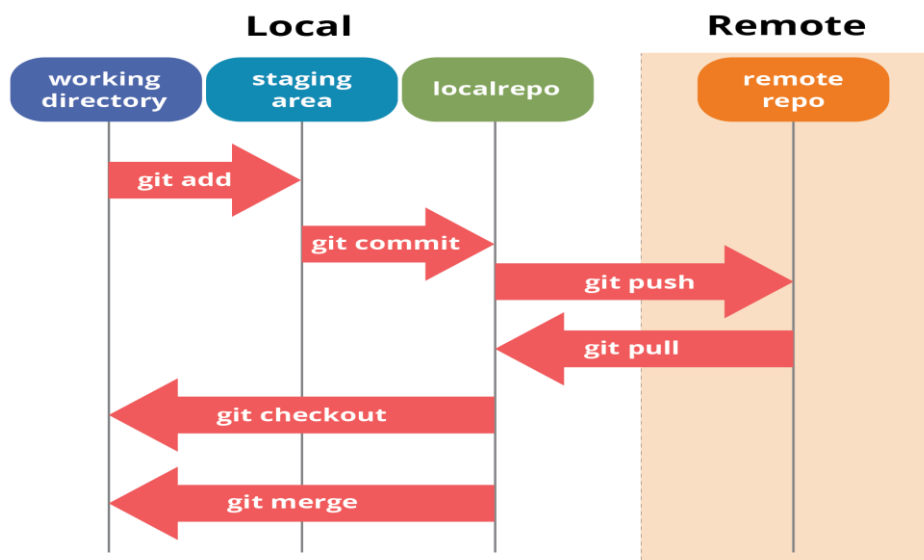 Local
Remote
working
directory
staging
area
localrepo
remote
repo
git add
git commit
git push
git pull
git checkout
git merge